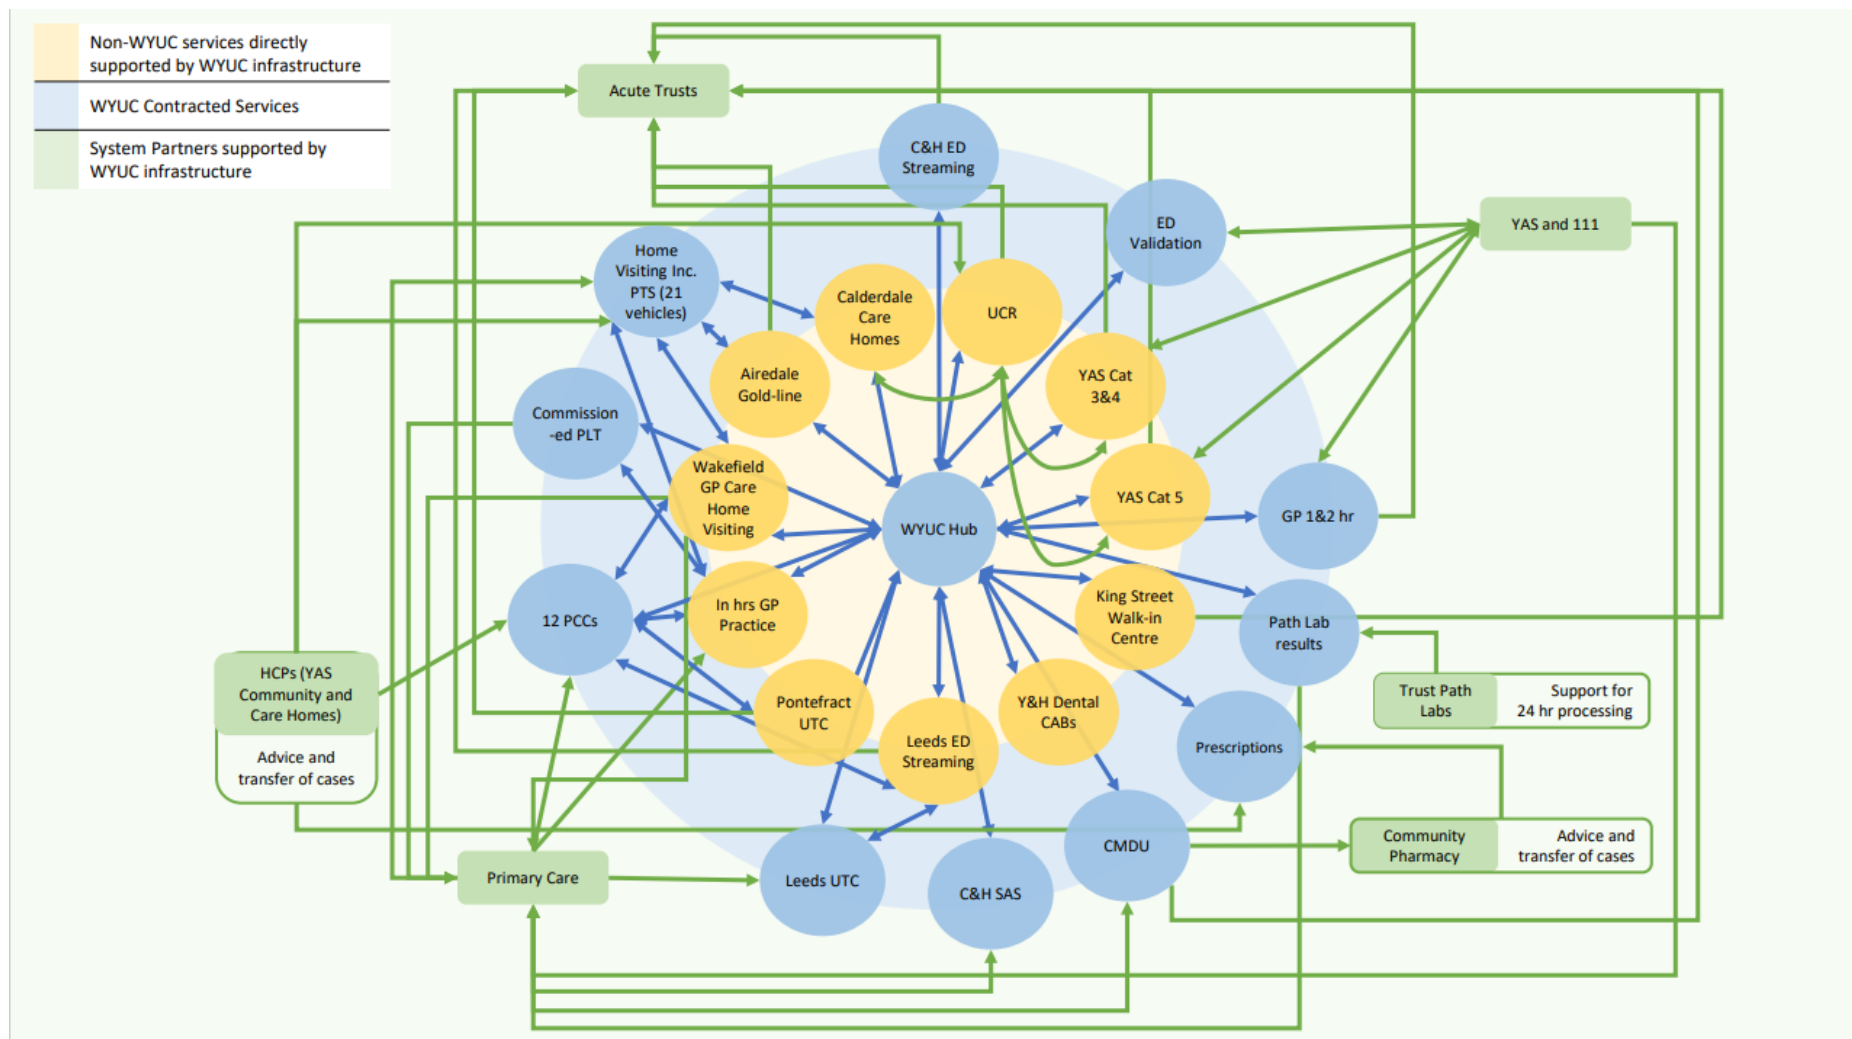 Non-WYUC services directly
supported by WYUC infrastructure
WYUC Contracted Services
System Partners supported by
WYUC infrastructure
Acute Trusts
C&H ED
Streaming
ED
Validation
YAS and 111
Home
Visiting Inc.
PTS (21
vehicles)
Calderdale
Care
Homes
UCR
Airedale
Gold-line
YAS Cat
3&4
Commission
-ed PLT
Wakefield
GP Care
Home
Visiting
WYUC Hub
YAS Cat 5
GP 1&2 hr
12 PCCs
In hrs GP
Practice
King Street
Walk-in
Centre
Path Lab
results
HCPs (YAS
Community and
Care Homes)
Advice and
transfer of cases
Pontefract
UTC
Leeds ED
Streaming
Y&H Dental
CABs
Prescriptions
Trust Path
Labs
Support for
24 hr processing
Primary Care
Leeds UTC
C&H SAS
CMDU
Community
Pharmacy
Advice and
transfer of cases